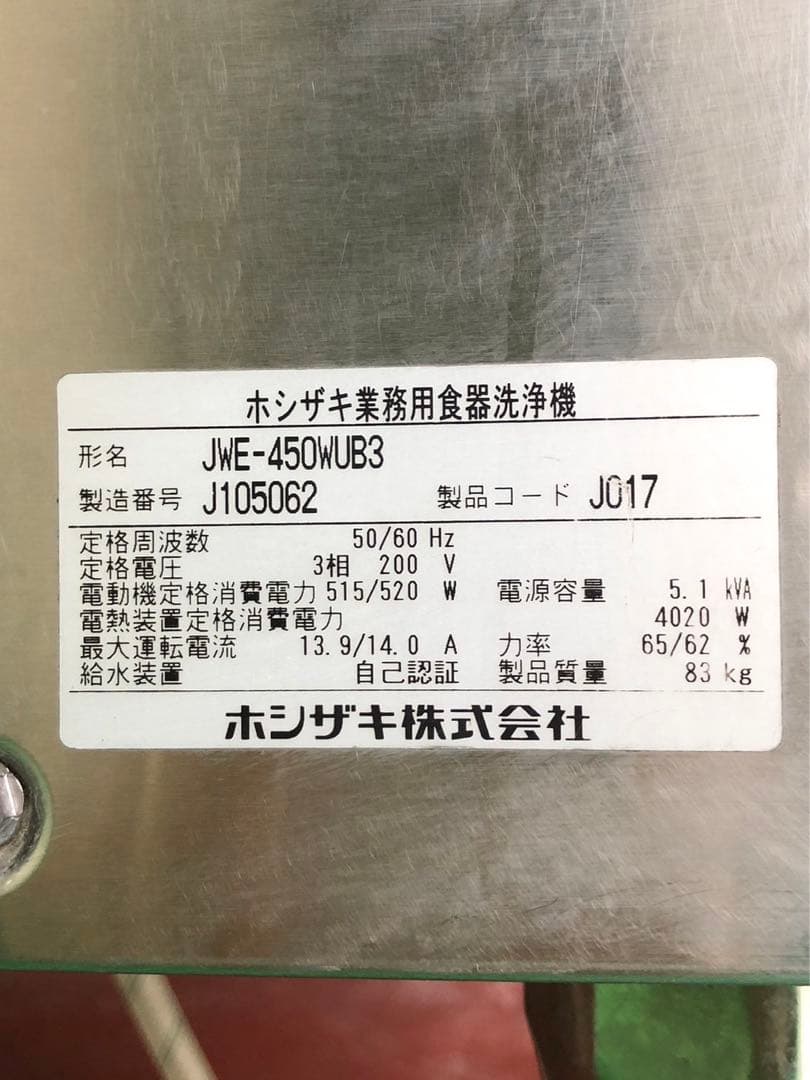 ホシザキ業務用食器洗浄機
形名 JWE-450WUB3
製造番号 J105062 製品コード J017
定格周波数 50/60 Hz
定格電圧 3相 200 V
電動機定格消費電力 515/520 W 電源容量 5.1 kVA
電熱装置定格消費電力 4020 W
最大運転電流 13.9/14.0 A 力率 65/62 %
給水装置 自己認証 製品質量 83 kg
ホシザキ株式会社